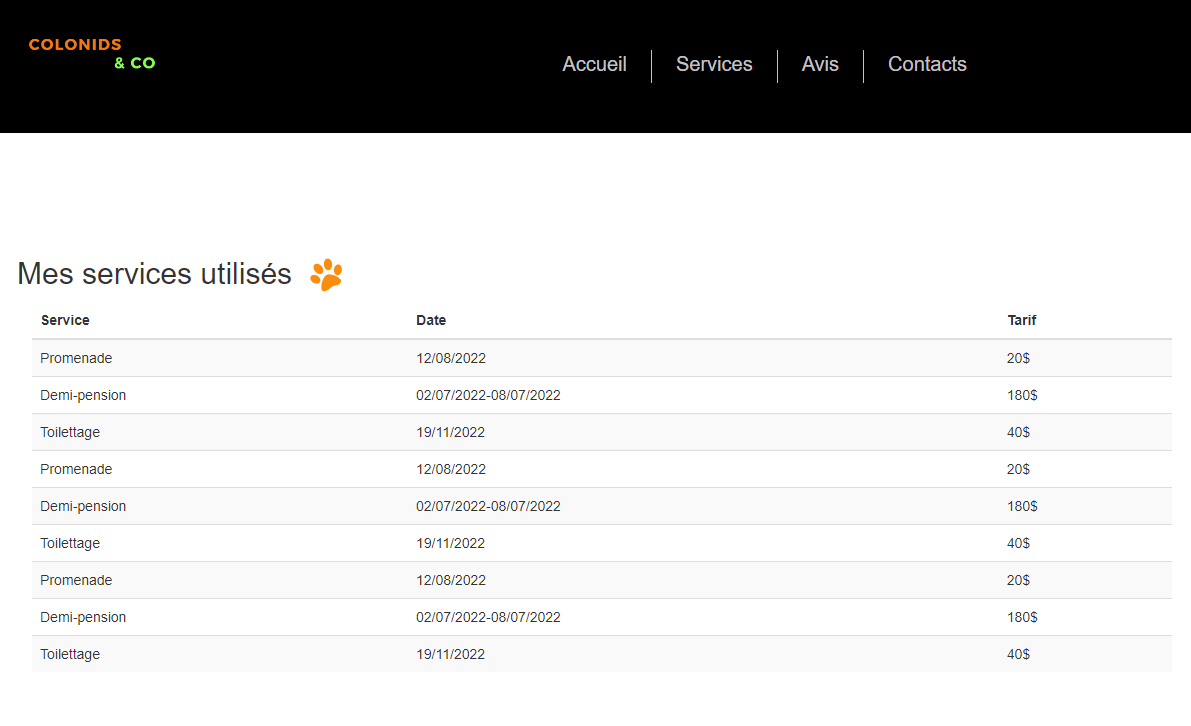 COLONIDS
& CO
Accueil Services Avis Contacts
Mes services utilisés
Service Date Tarif
Promenade 12/08/2022 20$
Demi-pension 02/07/2022-08/07/2022 180$
Toilettage 19/11/2022 40$
Promenade 12/08/2022 20$
Demi-pension 02/07/2022-08/07/2022 180$
Toilettage 19/11/2022 40$
Promenade 12/08/2022 20$
Demi-pension 02/07/2022-08/07/2022 180$
Toilettage 19/11/2022 40$